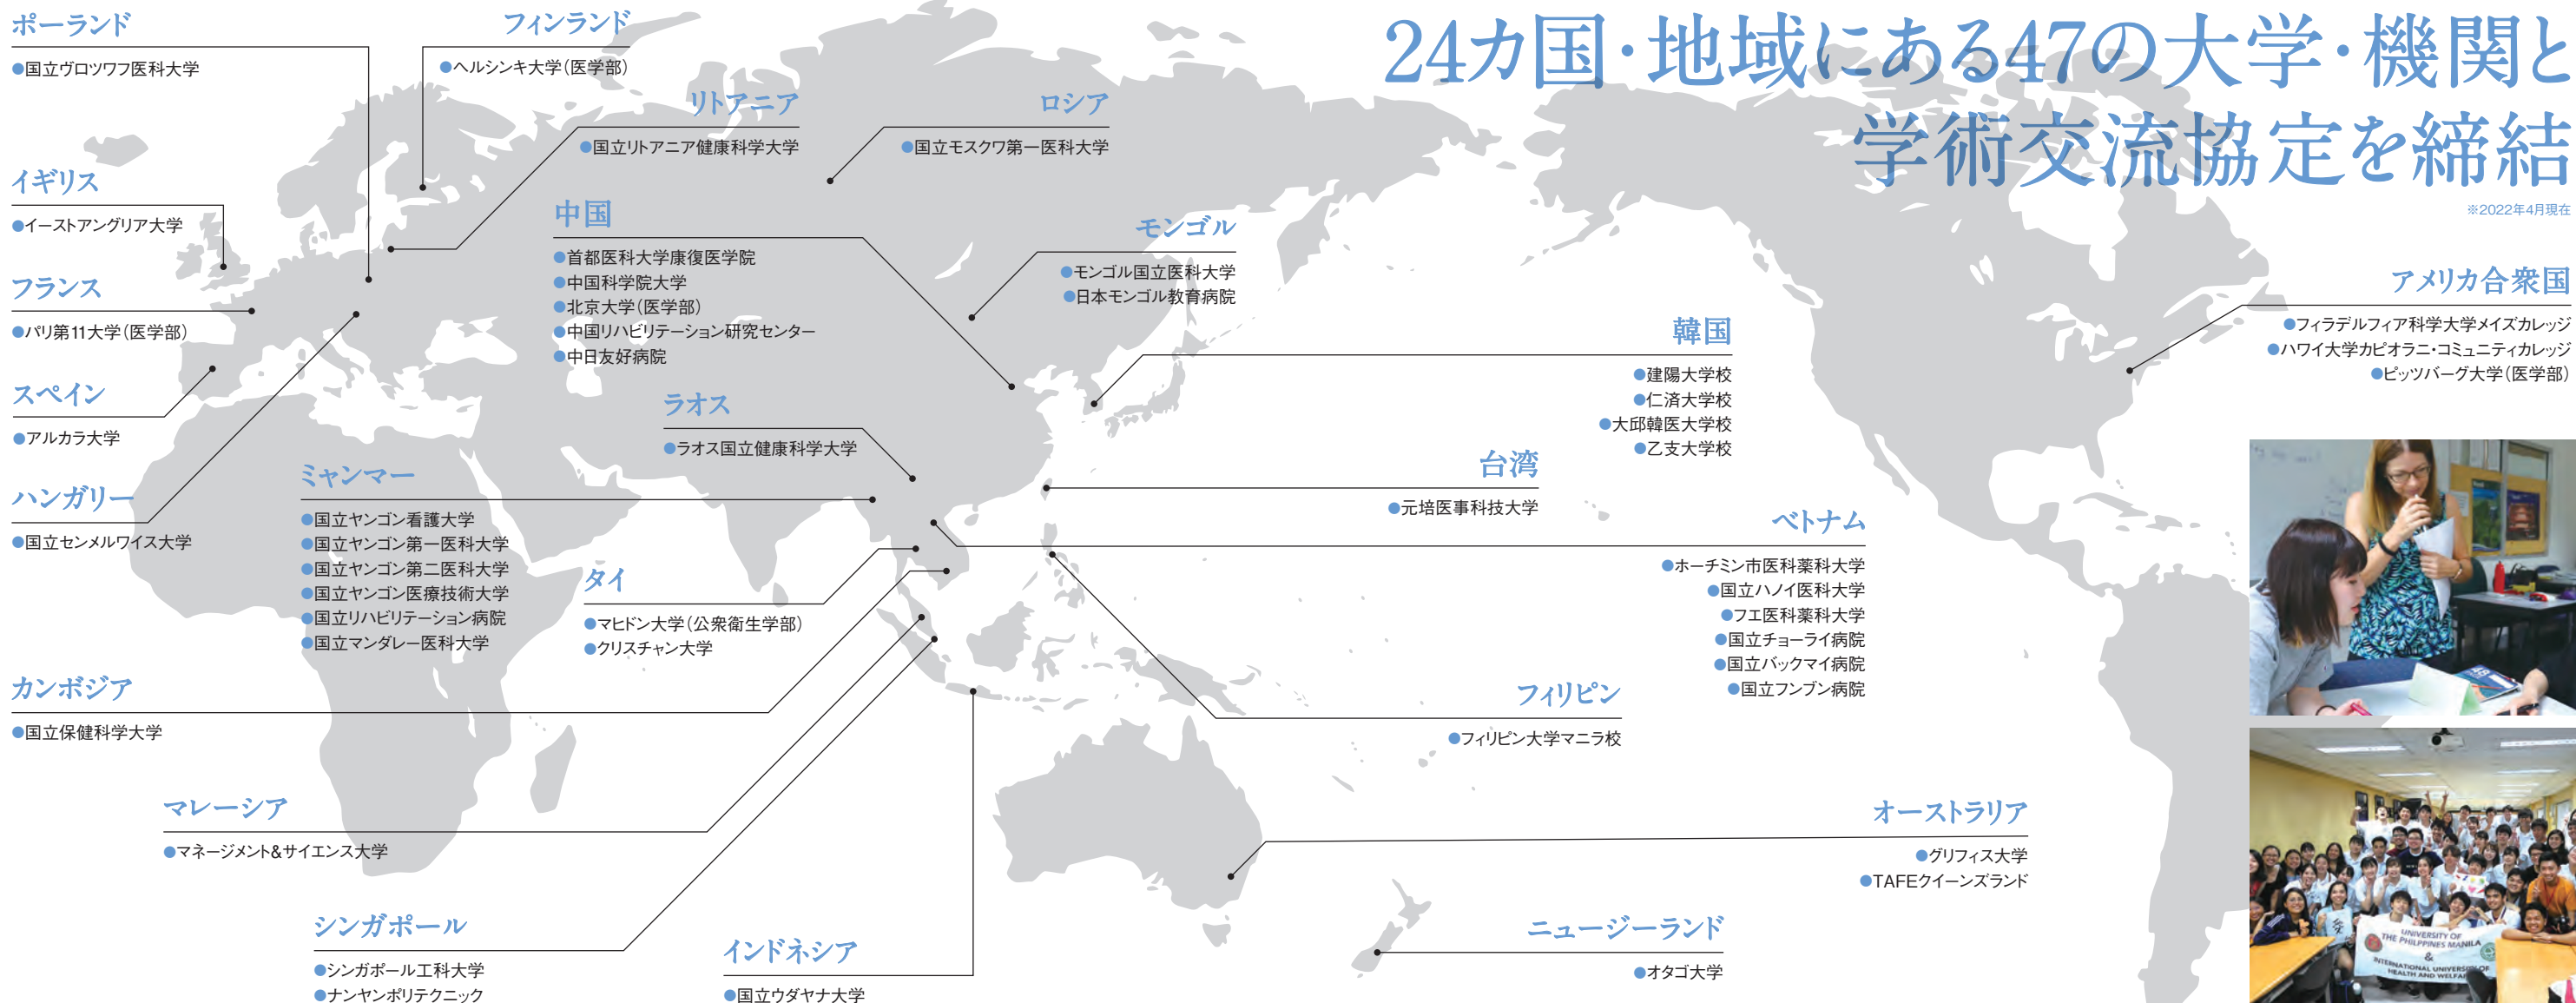 24カ国・地域にある47の大学・機関と
学術交流協定を締結
※2022年4月現在
ポーランド
●国立ヴロツワフ医科大学
フィンランド
●ヘルシンキ大学（医学部）
リトアニア
●国立リトアニア健康科学大学
ロシア
●国立モスクワ第一医科大学
イギリス
●イーストアングリア大学
フランス
●パリ第11大学（医学部）
スペイン
●アルカラ大学
ハンガリー
●国立センメルワイス大学
中国
●首都医科大学康復医学院
●中国科学院大学
●北京大学（医学部）
●中国リハビリテーション研究センター
●中日友好病院
モンゴル
●モンゴル国立医科大学
●日本モンゴル教育病院
韓国
●建陽大学校
●仁済大学校
●大邱韓医大学校
●乙支大学校
アメリカ合衆国
●フィラデルフィア科学大学メイズカレッジ
●ハワイ大学カピオラニ・コミュニティカレッジ
●ピッツバーグ大学（医学部）
ラオス
●ラオス国立健康科学大学
台湾
●元培医事科技大学
ミャンマー
●国立ヤンゴン看護大学
●国立ヤンゴン第一医科大学
●国立ヤンゴン第二医科大学
●国立ヤンゴン医療技術大学
●国立リハビリテーション病院
●国立マンダレー医科大学
タイ
●マヒドン大学（公衆衛生学部）
●クリスチャン大学
ベトナム
●ホーチミン市医科薬科大学
●国立ハノイ医科大学
●フエ医科薬科大学
●国立チョーライ病院
●国立バックマイ病院
●国立フンブン病院
カンボジア
●国立保健科学大学
フィリピン
●フィリピン大学マニラ校
マレーシア
●マネージメント&サイエンス大学
オーストラリア
●グリフィス大学
●TAFEクイーンズランド
シンガポール
●シンガポール工科大学
●ナンヤンポリテクニック
インドネシア
●国立ウダヤナ大学
ニュージーランド
●オタゴ大学
UNIVERSITY OF
THE PHILIPPINES MANILA
&
INTERNATIONAL UNIVERSITY OF
HEALTH AND WELFARE